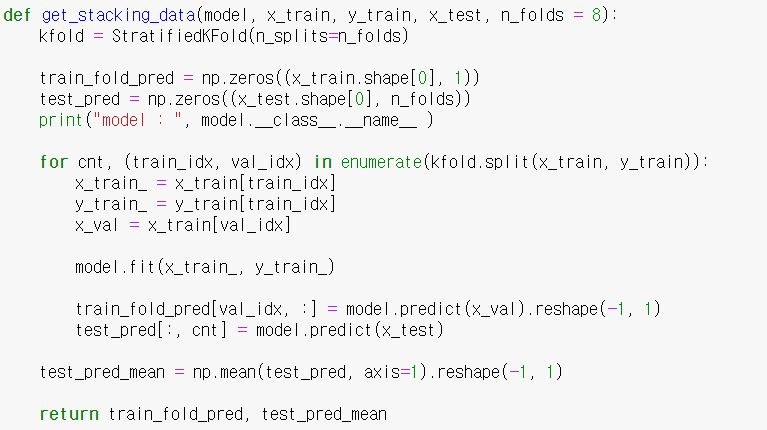 def get_stacking_data(model, x_train, y_train, x_test, n_folds = 8):
    kfold = StratifiedKFold(n_splits=n_folds)

    train_fold_pred = np.zeros((x_train.shape[0], 1))
    test_pred = np.zeros((x_test.shape[0], n_folds))
    print("model : ", model.__class__.__name__ )

    for cnt, (train_idx, val_idx) in enumerate(kfold.split(x_train, y_train)):
        x_train_ = x_train[train_idx]
        y_train_ = y_train[train_idx]
        x_val = x_train[val_idx]

        model.fit(x_train_, y_train_)

        train_fold_pred[val_idx, :] = model.predict(x_val).reshape(-1, 1)
        test_pred[:, cnt] = model.predict(x_test)

    test_pred_mean = np.mean(test_pred, axis=1).reshape(-1, 1)

    return train_fold_pred, test_pred_mean